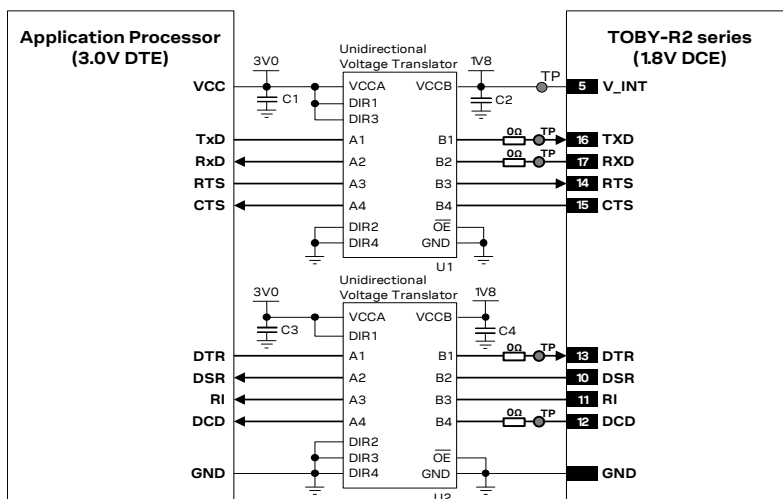 Application Processor
(3.0V DTE)
TOBY-R2 series
(1.8V DCE)
Unidirectional
Voltage Translator
3V0
1V8
TP
VCC
C1
VCCA
VCCB
C2
5
V_INT
DIR1
DIR3
0Ω
TP
TxD
A1
B1
16
TXD
0Ω
TP
RxD
A2
B2
17
RXD
RTS
A3
B3
14
RTS
CTS
A4
B4
15
CTS
DIR2
OE
DIR4
GND
U1
Unidirectional
Voltage Translator
3V0
1V8
C3
VCCA
VCCB
C4
DIR1
0Ω
TP
DTR
A1
B1
13
DTR
DSR
A2
B2
10
DSR
RI
A3
B3
11
RI
0Ω
TP
DCD
A4
B4
12
DCD
DIR2
DIR3
OE
GND
DIR4
GND
GND
U2